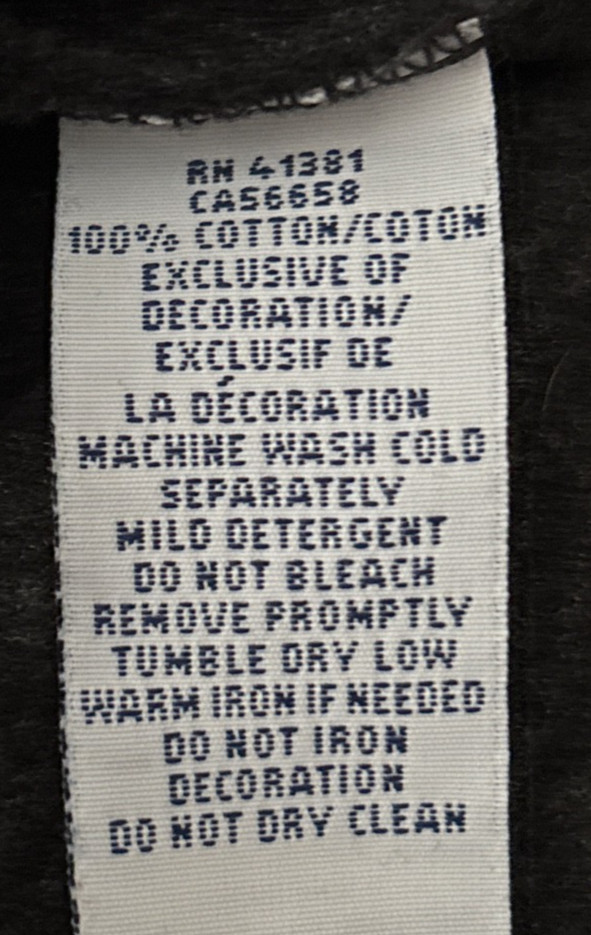 RN 41381
CA56658
100% COTTON/COTON
EXCLUSIVE OF
DECORATION/
EXCLUSIF DE
LA DÉCORATION
MACHINE WASH COLD
SEPARATELY
MILD DETERGENT
DO NOT BLEACH
REMOVE PROMPTLY
TUMBLE DRY LOW
WARM IRON IF NEEDED
DO NOT IRON
DECORATION
DO NOT DRY CLEAN